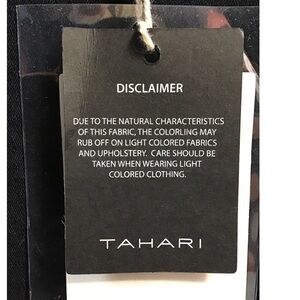 DISCLAIMER
DUE TO THE NATURAL CHARACTERISTICS
OF THIS FABRIC, THE COLORLING MAY
RUB OFF ON LIGHT COLORED FABRICS
AND UPHOLSTERY. CARE SHOULD BE
TAKEN WHEN WEARING LIGHT
COLORED CLOTHING.
TAHARI